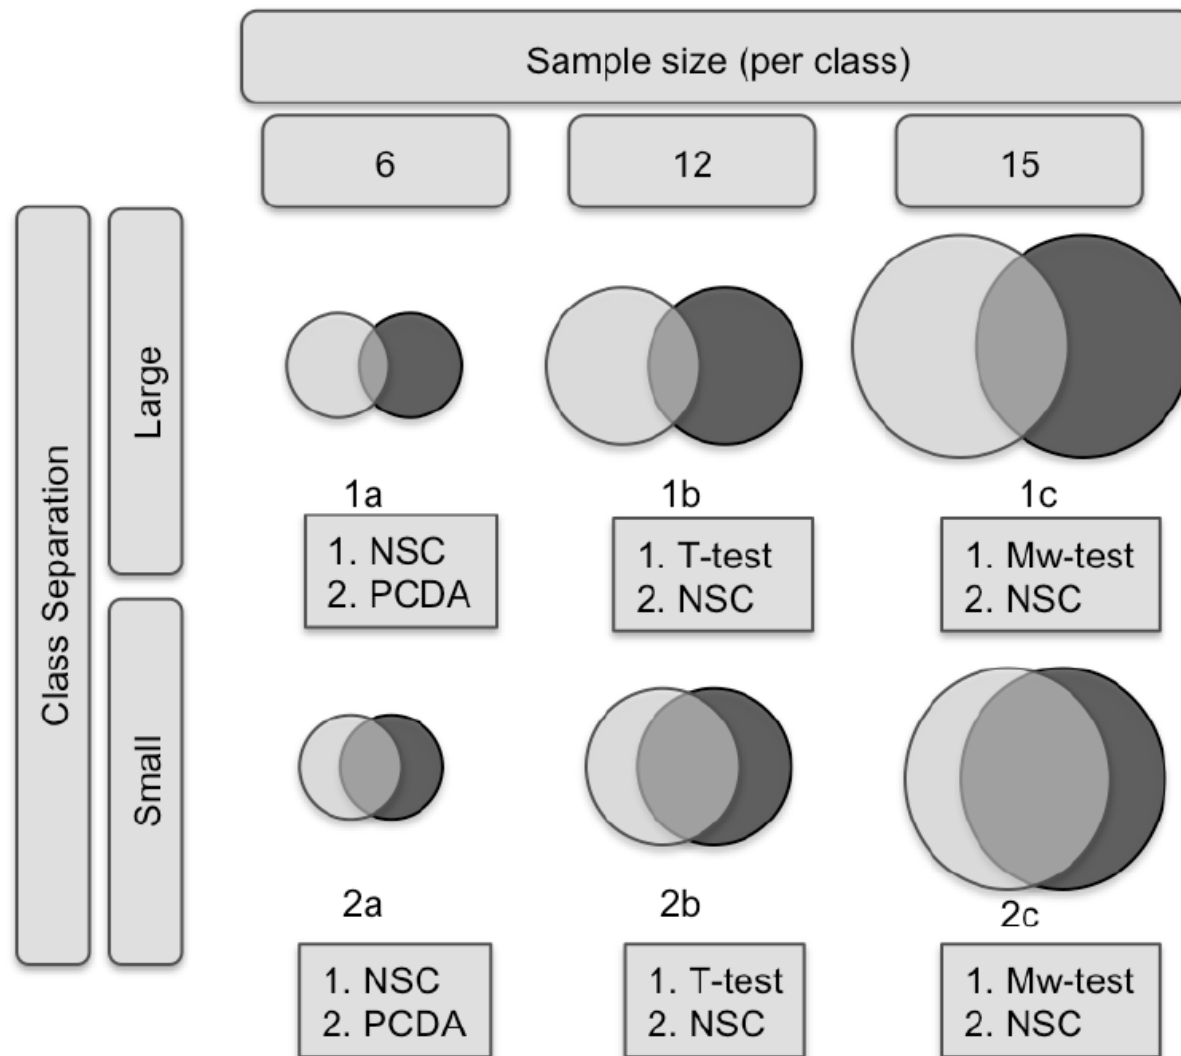 Sample size (per class)
6
12
15
Class Separation
Large
1a
1b
1c
1. NSC
2. PCDA
1. T-test
2. NSC
1. Mw-test
2. NSC
Small
2a
2b
2c
1. NSC
2. PCDA
1. T-test
2. NSC
1. Mw-test
2. NSC